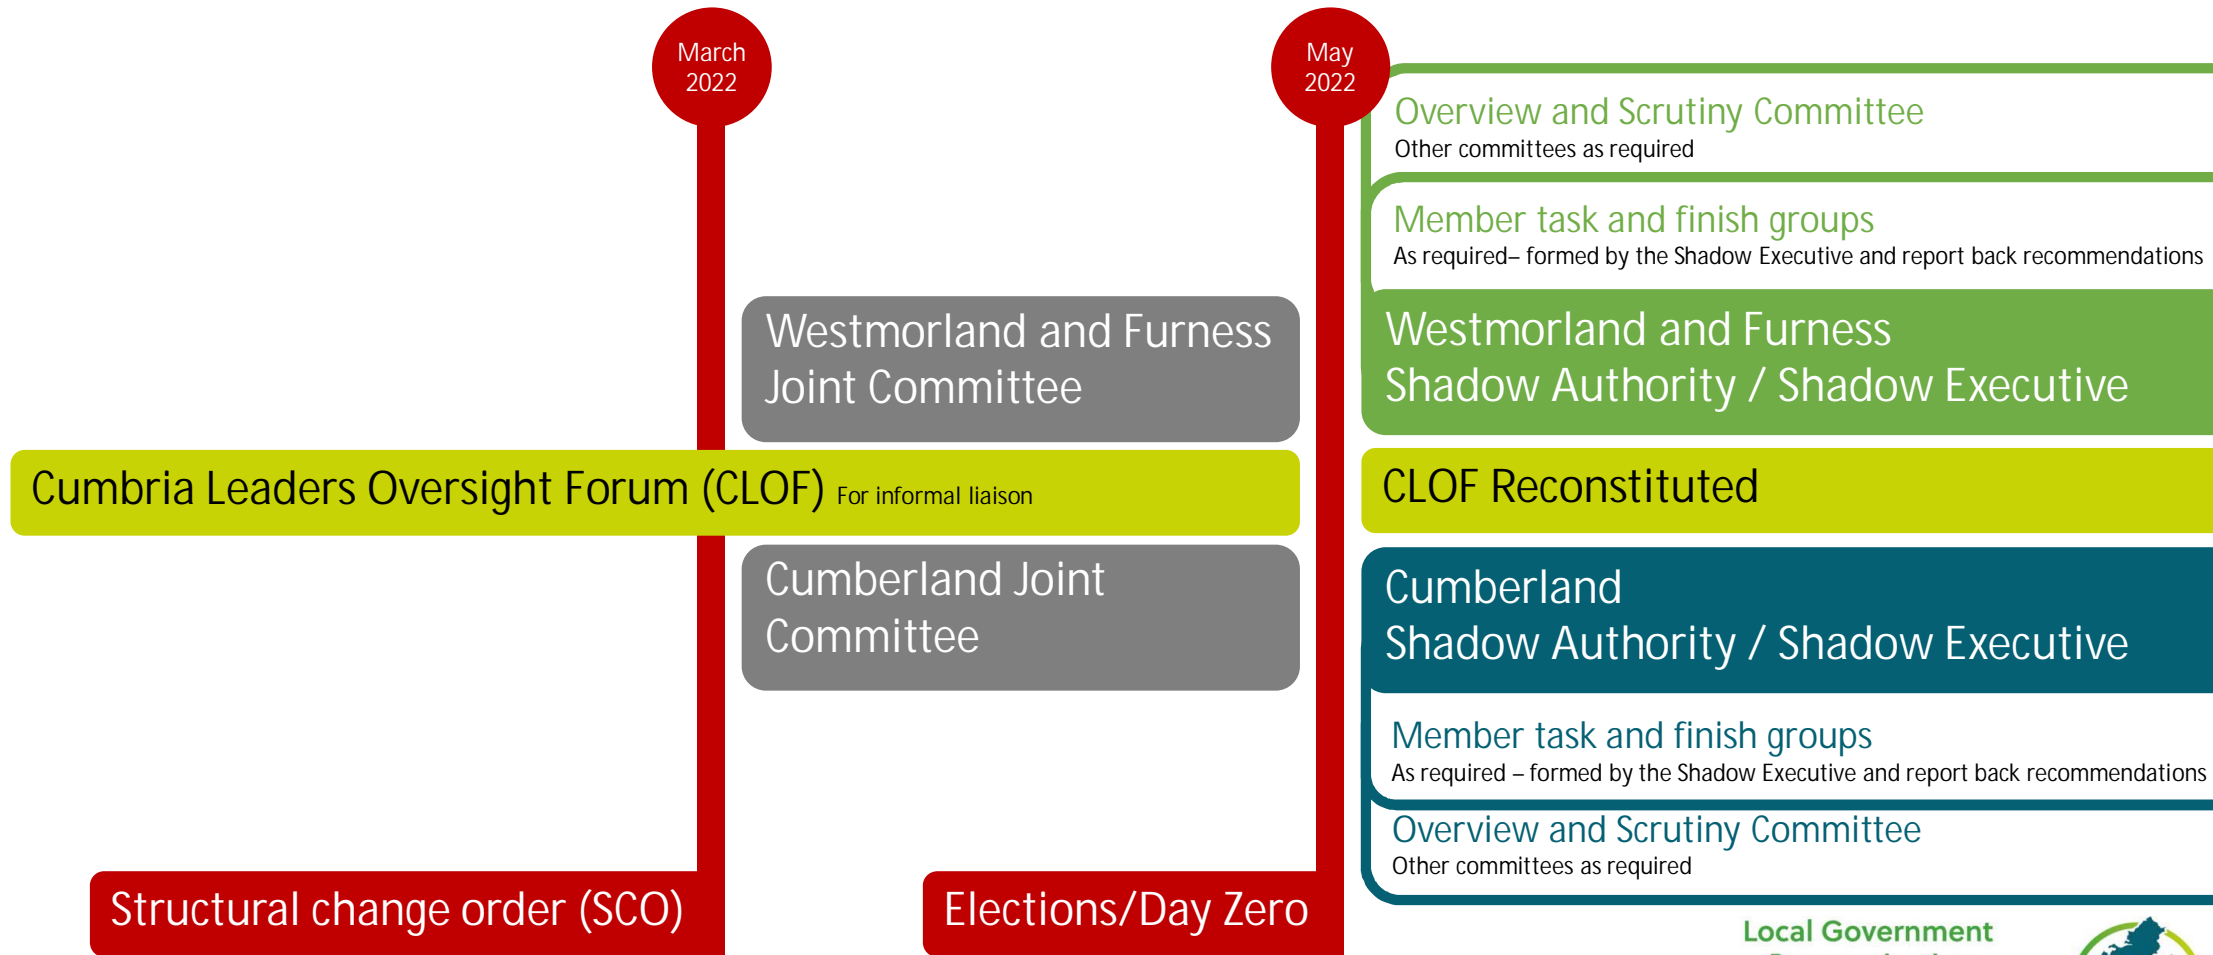 March
2022
May
2022
Overview and Scrutiny Committee
Other committees as required
Member task and finish groups
As required– formed by the Shadow Executive and report back recommendations
Westmorland and Furness
Joint Committee
Westmorland and Furness
Shadow Authority / Shadow Executive
Cumbria Leaders Oversight Forum (CLOF) For informal liaison
CLOF Reconstituted
Cumberland Joint
Committee
Cumberland
Shadow Authority / Shadow Executive
Member task and finish groups
As required – formed by the Shadow Executive and report back recommendations
Overview and Scrutiny Committee
Other committees as required
Structural change order (SCO)
Elections/Day Zero
Local Government